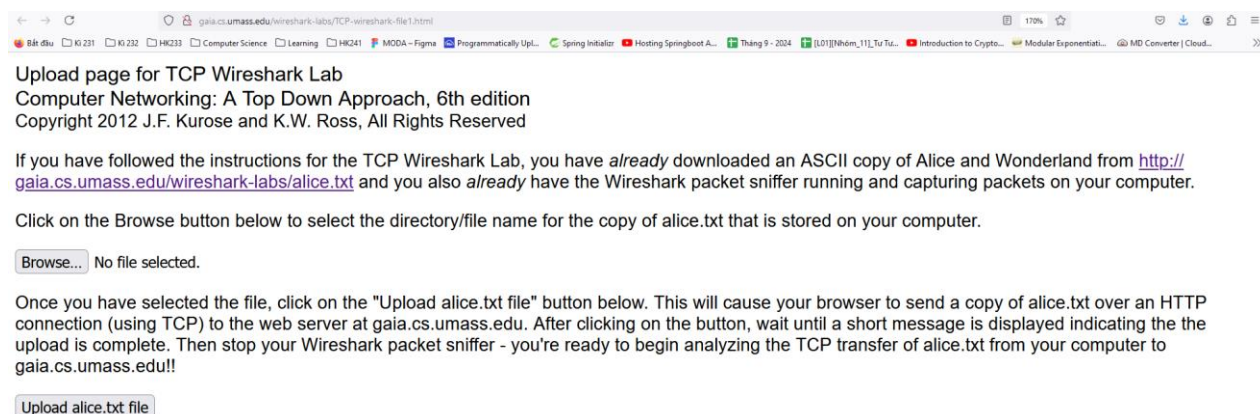 gaia.cs.umass.edu/wireshark-labs/TCP-wireshark-file1.html
170%
Bắt đầu Kì 231 Kì 232 HK233 Computer Science Learning HK241 MODA – Figma Programmatically Upl... Spring Initializr Hosting Springboot A... Tháng 9 - 2024 [L01][Nhóm_11]_Tư Tư... Introduction to Crypto... Modular Exponentiati... MD Converter | Cloud...
Upload page for TCP Wireshark Lab
Computer Networking: A Top Down Approach, 6th edition
Copyright 2012 J.F. Kurose and K.W. Ross, All Rights Reserved
If you have followed the instructions for the TCP Wireshark Lab, you have already downloaded an ASCII copy of Alice and Wonderland from http://
gaia.cs.umass.edu/wireshark-labs/alice.txt and you also already have the Wireshark packet sniffer running and capturing packets on your computer.
Click on the Browse button below to select the directory/file name for the copy of alice.txt that is stored on your computer.
Browse... No file selected.
Once you have selected the file, click on the "Upload alice.txt file" button below. This will cause your browser to send a copy of alice.txt over an HTTP
connection (using TCP) to the web server at gaia.cs.umass.edu. After clicking on the button, wait until a short message is displayed indicating the the
upload is complete. Then stop your Wireshark packet sniffer - you're ready to begin analyzing the TCP transfer of alice.txt from your computer to
gaia.cs.umass.edu!!
Upload alice.txt file